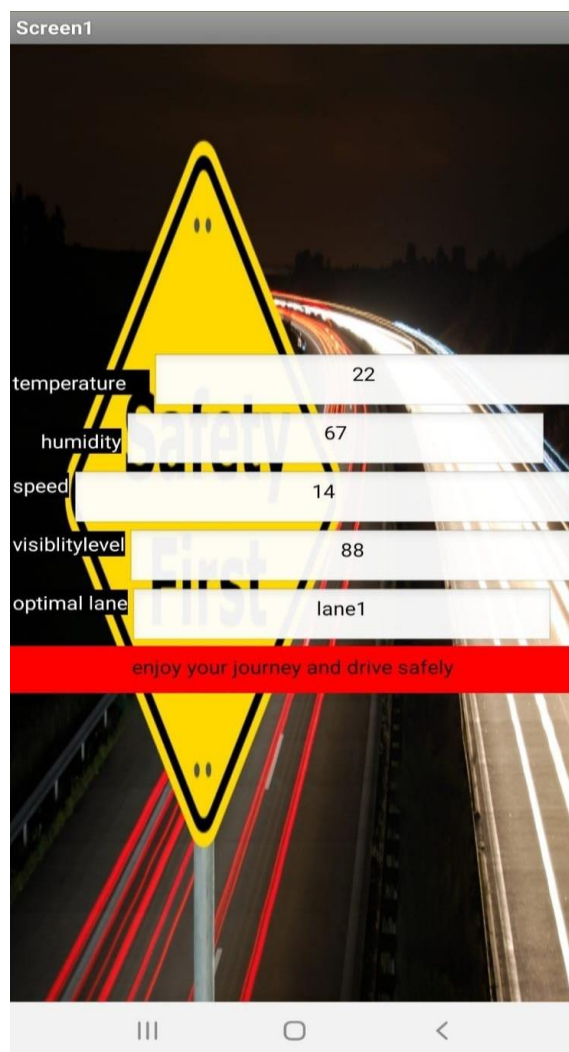 Screen1
temperature 22
humidity 67
speed 14
visiblitylevel 88
optimal lane lane1
Safety
First
enjoy your journey and drive safely